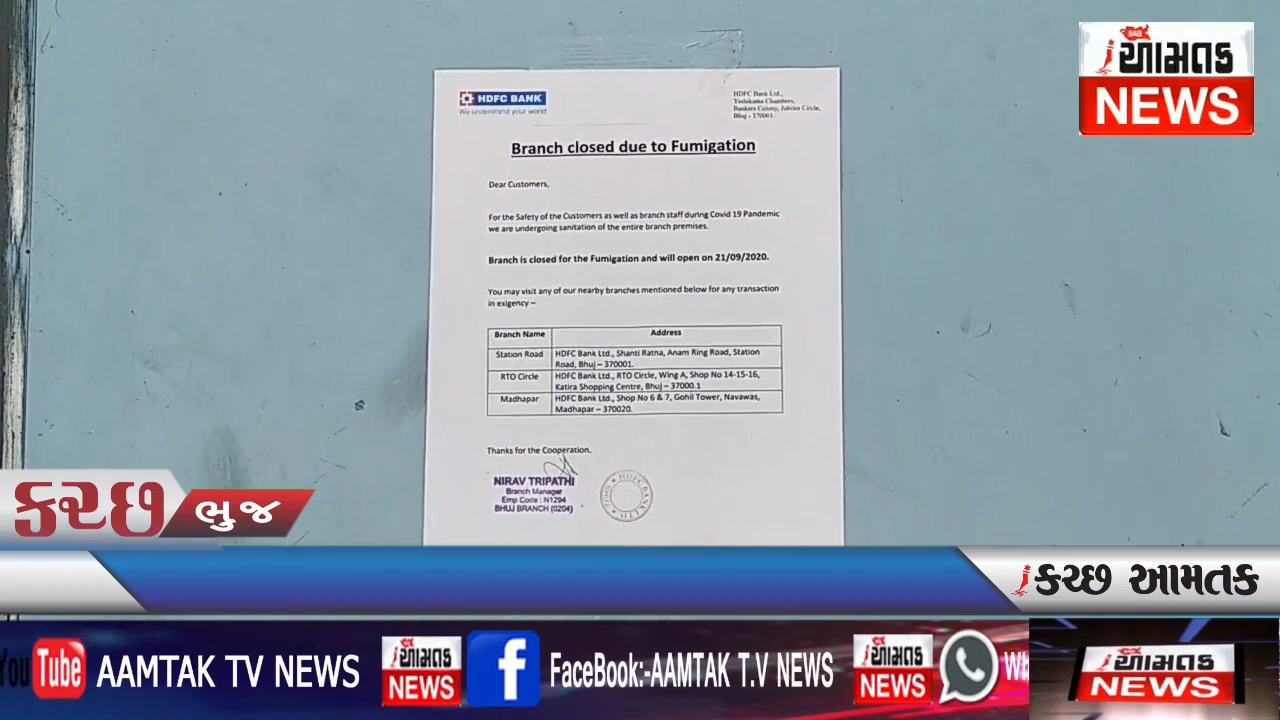 આમતક
NEWS
HDFC BANK
We understand your world
HDFC Bank Ltd.,
Bankers Colony, Jubilee Circle,
Bhuj - 370001
Branch closed due to Fumigation
Dear Customers,
For the Safety of the Customers as well as branch staff during Covid 19 Pandemic
we are undergoing sanitation of the entire branch premises.
Branch is closed for the Fumigation and will open on 21/09/2020.
You may visit any of our nearby branches mentioned below for any transaction
in exigency –
Branch Name Address
Station Road HDFC Bank Ltd., Shanti Ratna, Anam Ring Road, Station
Road, Bhuj – 370001.
RTO Circle HDFC Bank Ltd., RTO Circle, Wing A, Shop No 14-15-16,
Katira Shopping Centre, Bhuj – 37000.1
Madhapar HDFC Bank Ltd., Shop No 6 & 7, Gohil Tower, Navawas,
Madhapar – 370020.
Thanks for the Cooperation.
NIRAV TRIPATHI
Branch Manager
Emp Code : N1294
BHUJ BRANCH (0204)
HDFC BANK LTD
કચ્છ
ભુજ
કચ્છ આમતક
You Tube AAMTAK TV NEWS
આમતક
NEWS
FaceBook:-AAMTAK T.V NEWS
આમતક
NEWS
આમતક
NEWS